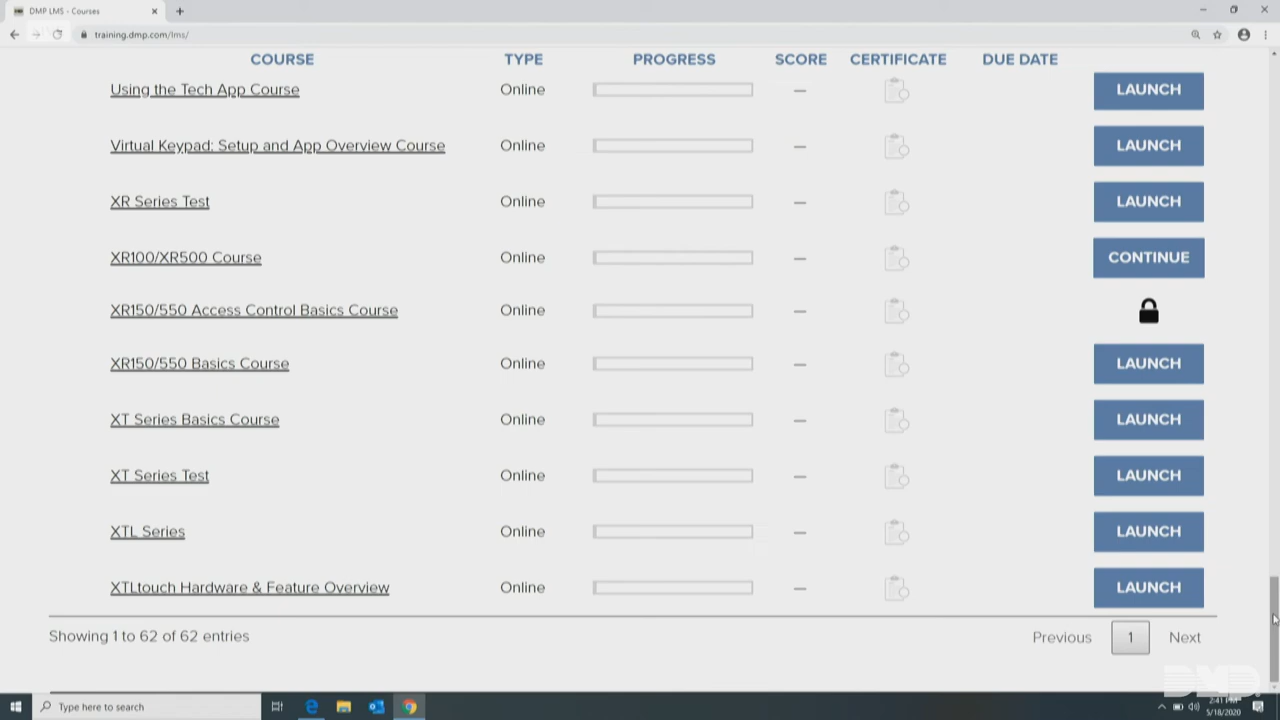 DMP LMS - Courses
training.dmp.com/lms/
COURSE TYPE PROGRESS SCORE CERTIFICATE DUE DATE
Using the Tech App Course Online — LAUNCH
Virtual Keypad: Setup and App Overview Course Online — LAUNCH
XR Series Test Online — LAUNCH
XR100/XR500 Course Online — CONTINUE
XR150/550 Access Control Basics Course Online —
XR150/550 Basics Course Online — LAUNCH
XT Series Basics Course Online — LAUNCH
XT Series Test Online — LAUNCH
XTL Series Online — LAUNCH
XTLtouch Hardware & Feature Overview Online — LAUNCH
Showing 1 to 62 of 62 entries Previous 1 Next
DMP
Type here to search
2:41 PM
5/18/2020